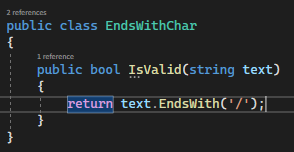 2 references
public class EndsWithChar
{
1 reference
public bool IsValid(string text)
{
return text.EndsWith('/');
}
}